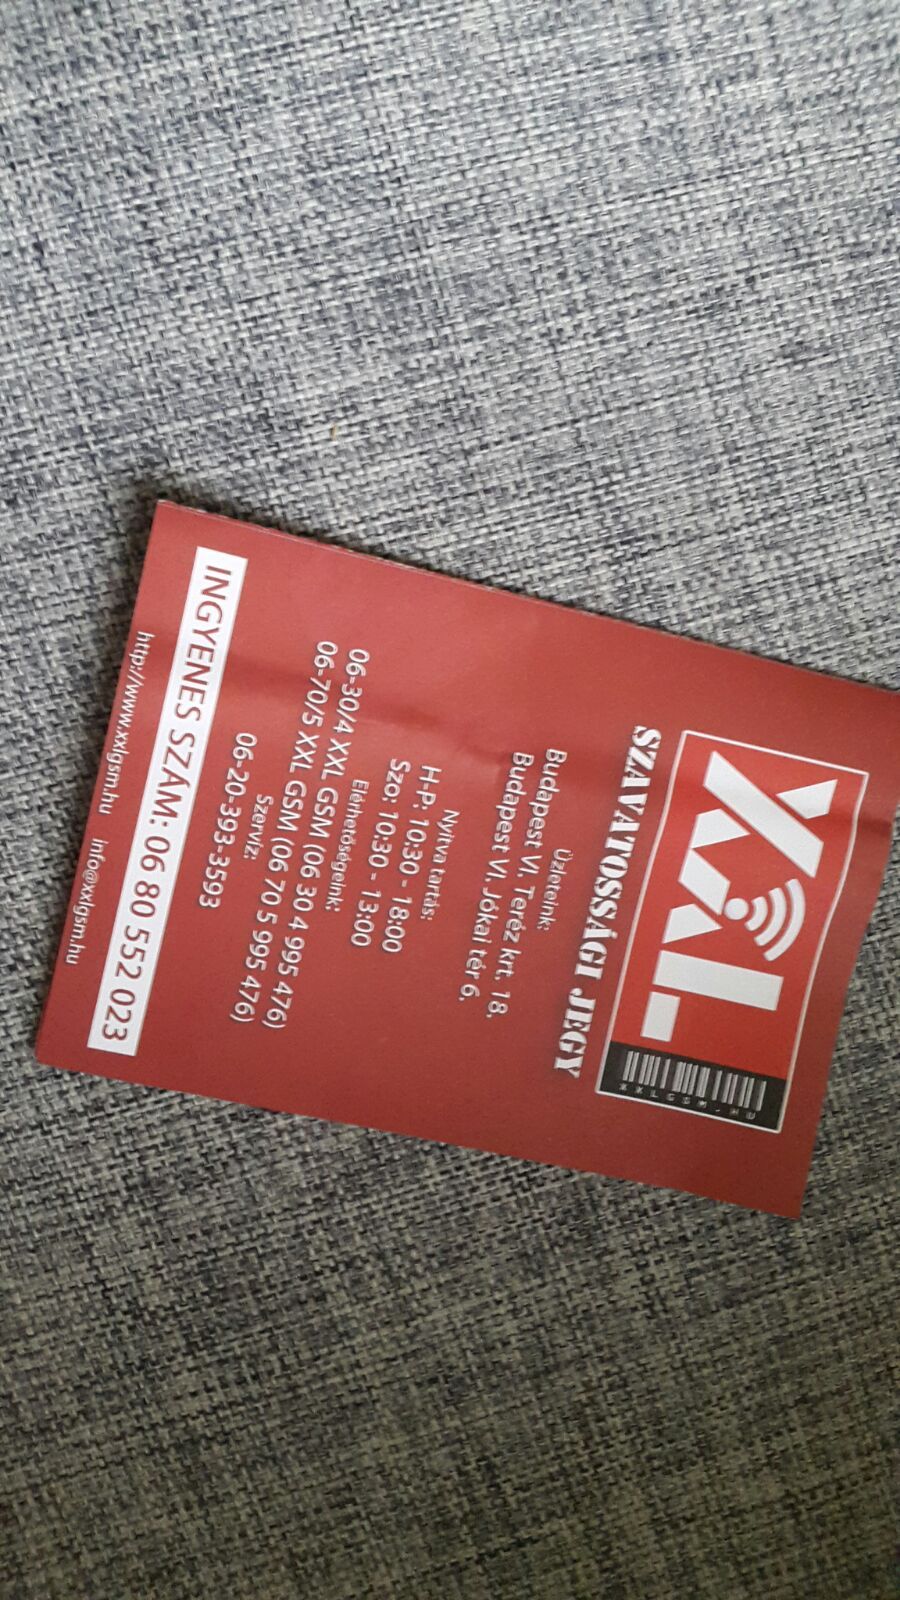 XXL
XXLGSM.HU
SZAVATOSSÁGI JEGY
Üzleteink:
Budapest VI. Teréz krt. 18.
Budapest VI. Jókai tér 6.
Nyitva tartás:
H-P: 10:30 - 18:00
Szo: 10:30 - 13:00
Elérhetőségeink:
06-30/4 XXL GSM (06 30 4 995 476)
06-70/5 XXL GSM (06 70 5 995 476)
Szerviz:
06-20-393-3593
INGYENES SZÁM: 06 80 552 023
http://www.xxlgsm.hu info@xxlgsm.hu